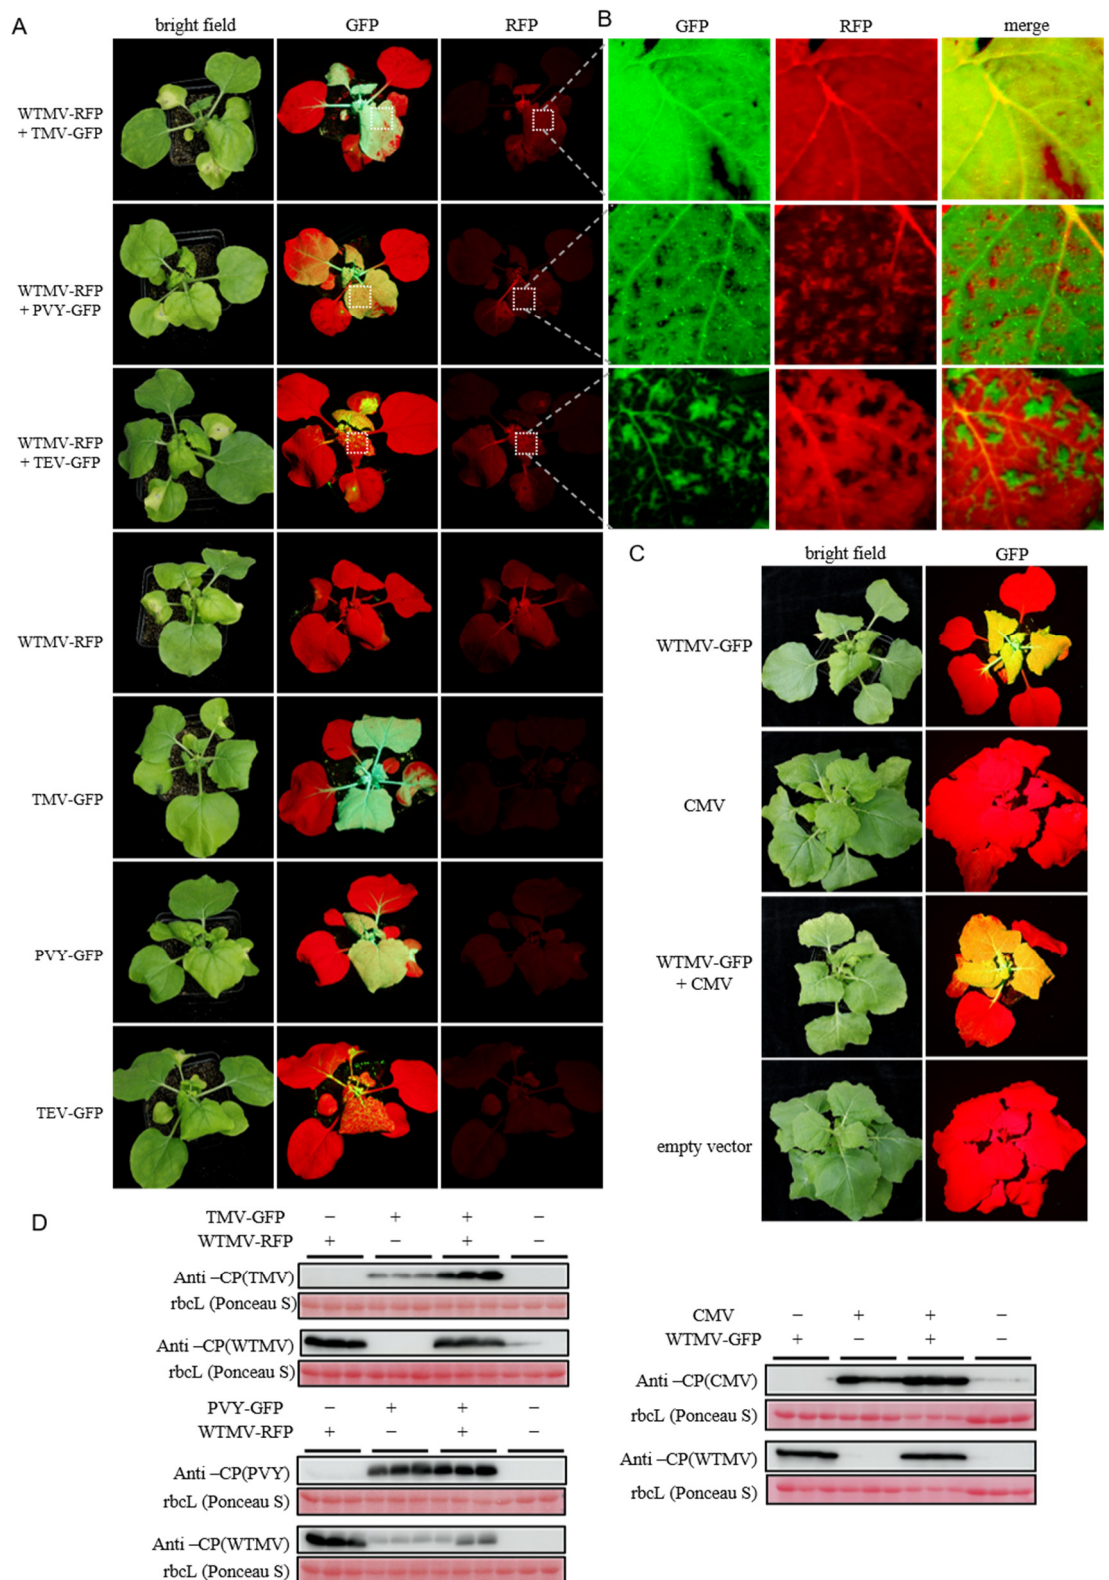 A
bright field GFP RFP
WTMV-RFP
+ TMV-GFP
WTMV-RFP
+ PVY-GFP
WTMV-RFP
+ TEV-GFP
WTMV-RFP
TMV-GFP
PVY-GFP
TEV-GFP
B
GFP RFP merge
C
bright field GFP
WTMV-GFP
CMV
WTMV-GFP
+ CMV
empty vector
D
TMV-GFP – + + –
WTMV-RFP + – + –
Anti –CP(TMV)
rbcL (Ponceau S)
Anti –CP(WTMV)
rbcL (Ponceau S)
PVY-GFP – + + –
WTMV-RFP + – + –
Anti –CP(PVY)
rbcL (Ponceau S)
Anti –CP(WTMV)
rbcL (Ponceau S)
CMV – + + –
WTMV-GFP + – + –
Anti –CP(CMV)
rbcL (Ponceau S)
Anti –CP(WTMV)
rbcL (Ponceau S)